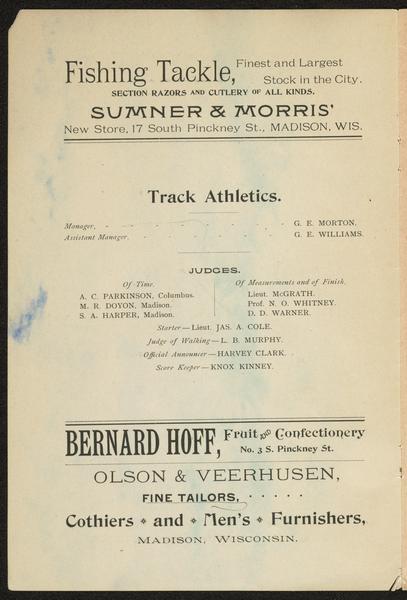 Fishing Tackle, Finest and Largest
Stock in the City.
SECTION RAZORS AND CUTLERY OF ALL KINDS.
SUMNER & MORRIS'
New Store, 17 South Pinckney St., MADISON, WIS.
Track Athletics.
Manager, - - - - - - G. E. MORTON.
Assistant Manager, - - - - - G. E. WILLIAMS.
JUDGES.
Of Time.
A. C. PARKINSON, Columbus.
M. R. DOYON, Madison.
S. A. HARPER, Madison.
Of Measurements and of Finish.
Lieut. McGRATH.
Prof. N. O. WHITNEY.
D. D. WARNER.
Starter—Lieut. JAS. A. COLE.
Judge of Walking—L. B. MURPHY.
Official Announcer—HARVEY CLARK.
Score Keeper—KNOX KINNEY.
BERNARD HOFF, Fruit AND Confectionery
No. 3 S. Pinckney St.
OLSON & VEERHUSEN,
FINE TAILORS, . . . . .
Cothiers and Men's Furnishers,
MADISON, WISCONSIN.